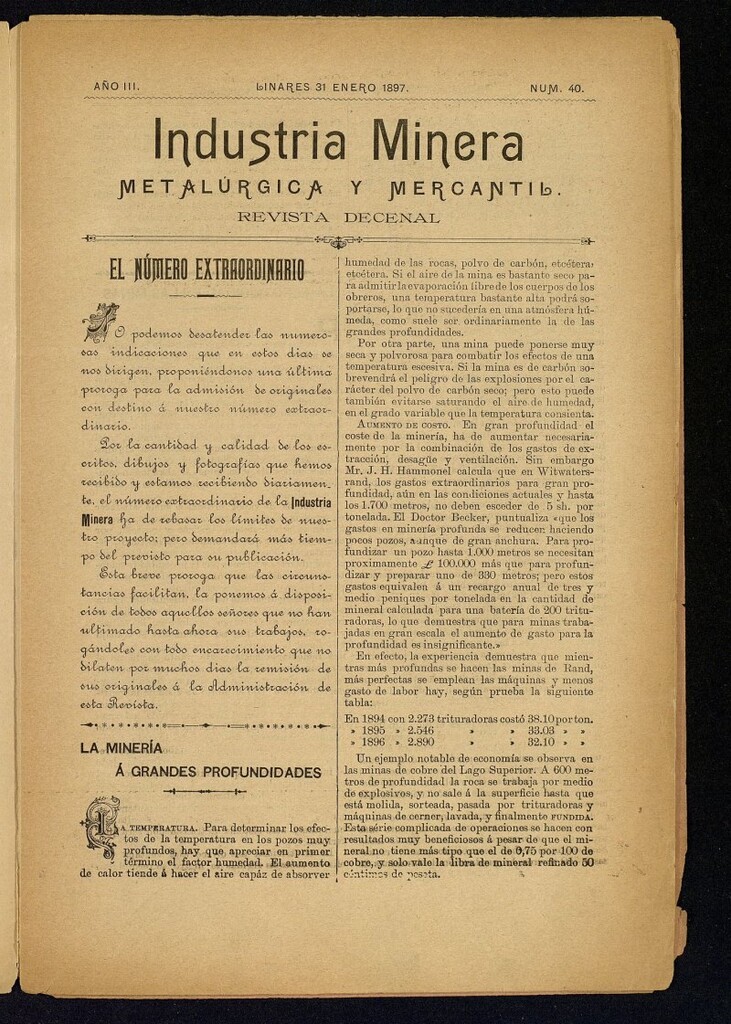 AÑO III.
LINARES 31 ENERO 1897.
NUM. 40.
Industria Minera
METALÚRGICA Y MERCANTIL.
REVISTA DECENAL
EL NÚMERO EXTRAORDINARIO
NO podemos desatender las numero-
sas indicaciones que en estos dias se
nos dirigen, proponiéndonos una última
proroga para la admisión de originales
con destino á nuestro número extraor-
dinario.
Por la cantidad y calidad de los es-
critos, dibujos y fotografías que hemos
recibido y estamos recibiendo diariamen-
te, el número extraordinario de la Industria
Minera ha de rebasar los límites de nues-
tro proyecto; pero demandará más tiem-
po del previsto para su publicación.
Esta breve proroga que las circuns-
tancias facilitan, la ponemos á disposi-
ción de todos aquellos señores que no han
ultimado hasta ahora sus trabajos, ro-
gándoles con todo encarecimiento que no
dilaten por muchos dias la remisión de
sus originales á la Administración de
esta Revista.
LA MINERÍA
Á GRANDES PROFUNDIDADES
LA TEMPERATURA. Para determinar los efec-
tos de la temperatura en los pozos muy
profundos, hay que apreciar en primer
término el factor humedad. El aumento
de calor tiende á hacer el aire capáz de absorver
humedad de las rocas, polvo de carbón, etcétera,
etcétera. Si el aire de la mina es bastante seco pa-
ra admitir la evaporación libre de los cuerpos de los
obreros, una temperatura bastante alta podrá so-
portarse, lo que no sucedería en una atmósfera hú-
meda, como suele ser ordinariamente la de las
grandes profundidades.
Por otra parte, una mina puede ponerse muy
seca y polvorosa para combatir los efectos de una
temperatura escesiva. Si la mina es de carbón so-
brevendrá el peligro de las explosiones por el ca-
rácter del polvo de carbón seco; pero esto puede
también evitarse saturando el aire de humedad,
en el grado variable que la temperatura consienta.
AUMENTO DE COSTO. En gran profundidad el
coste de la minería, ha de aumentar necesaria-
mente por la combinación de los gastos de ex-
tracción, desagüe y ventilación. Sin embargo
Mr. J. H. Hammonel calcula que en Witwaters-
rand, los gastos extraordinarios para gran pro-
fundidad, aún en las condiciones actuales y hasta
los 1.700 metros, no deben esceder de 5 sh. por
tonelada. El Doctor Becker, puntualiza «que los
gastos en minería profunda se reducen haciendo
pocos pozos, aunque de gran anchura. Para pro-
fundizar un pozo hasta 1.000 metros se necesitan
proximamente £ 100.000 más que para profun-
dizar y preparar uno de 330 metros; pero estos
gastos equivalen á un recargo anual de tres y
medio peniques por tonelada en la cantidad de
mineral calculada para una batería de 200 tritu-
radoras, lo que demuestra que para minas traba-
jadas en gran escala el aumento de gasto para la
profundidad es insignificante.»
En efecto, la experiencia demuestra que mien-
tras más profundas se hacen las minas de Rand,
más perfectas se emplean las máquinas y menos
gasto de labor hay, según prueba la siguiente
tabla:
En 1894 con 2.273 trituradoras costó 38.10 por ton.
» 1895 » 2.546 » » 33.03 » »
» 1896 » 2.890 » » 32.10 » »
Un ejemplo notable de economía se observa en
las minas de cobre del Lago Superior. A 600 me-
tros de profundidad la roca se trabaja por medio
de explosivos, y no sale á la superficie hasta que
está molida, sorteada, pasada por trituradoras y
máquinas de cerner, lavada, y finalmente FUNDIDA.
Esta série complicada de operaciones se hacen con
resultados muy beneficiosos á pesar de que el mi-
neral no tiene más tipo que el de 0,75 por 100 de
cobre, y solo vale la libra de mineral refinado 50
céntimos de peseta.